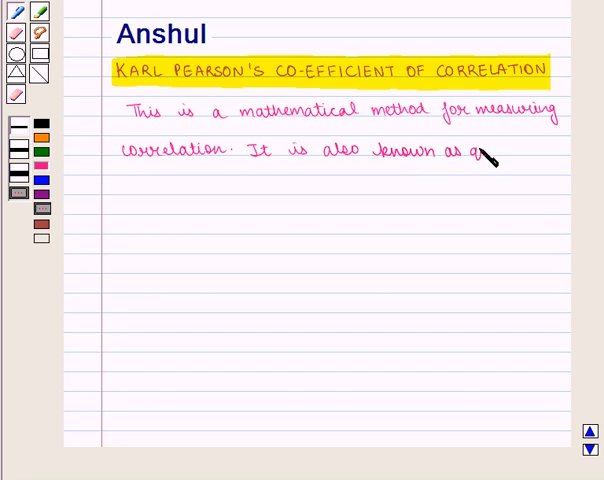 Anshul
KARL PEARSON'S CO-EFFICIENT OF CORRELATION
This is a mathematical method for measuring
correlation. It is also known as